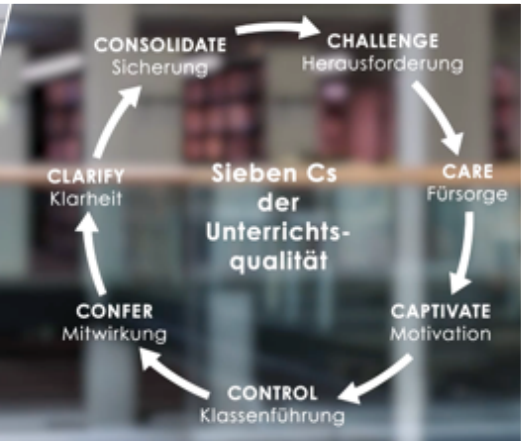 CONSOLIDATE
Sicherung
CHALLENGE
Herausforderung
CLARIFY
Klarheit
Sieben Cs
der
Unterrichts-
qualität
CARE
Fürsorge
CONFER
Mitwirkung
CAPTIVATE
Motivation
CONTROL
Klassenführung